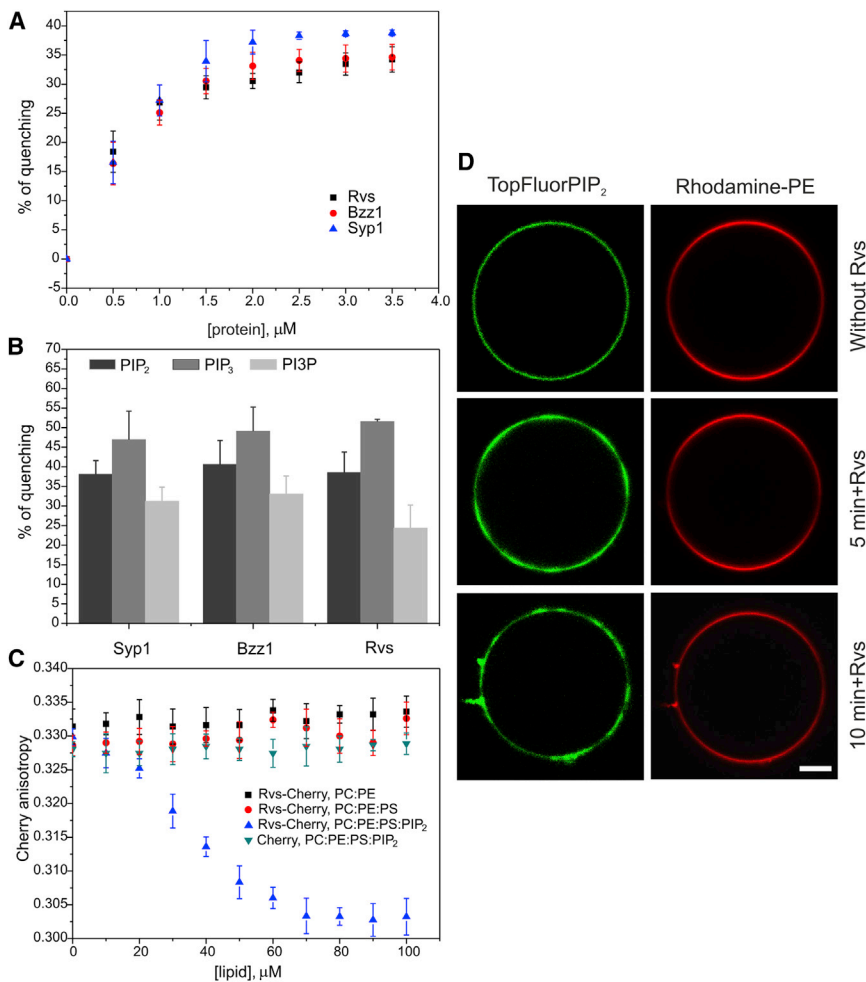 A
40
35
30
25
20
15
10
5
0
-5
% of quenching
Rvs
Bzz1
Syp1
0.0 0.5 1.0 1.5 2.0 2.5 3.0 3.5 4.0
[protein], μM
B
70
65
60
55
50
45
40
35
30
25
20
15
10
5
0
% of quenching
PIP2 PIP3 PI3P
Syp1 Bzz1 Rvs
C
0.340
0.335
0.330
0.325
0.320
0.315
0.310
0.305
0.300
Cherry anisotropy
Rvs-Cherry, PC:PE
Rvs-Cherry, PC:PE:PS
Rvs-Cherry, PC:PE:PS:PIP2
Cherry, PC:PE:PS:PIP2
0 20 40 60 80 100
[lipid], μM
D
TopFluorPIP2 Rhodamine-PE
Without Rvs
5 min+Rvs
10 min+Rvs